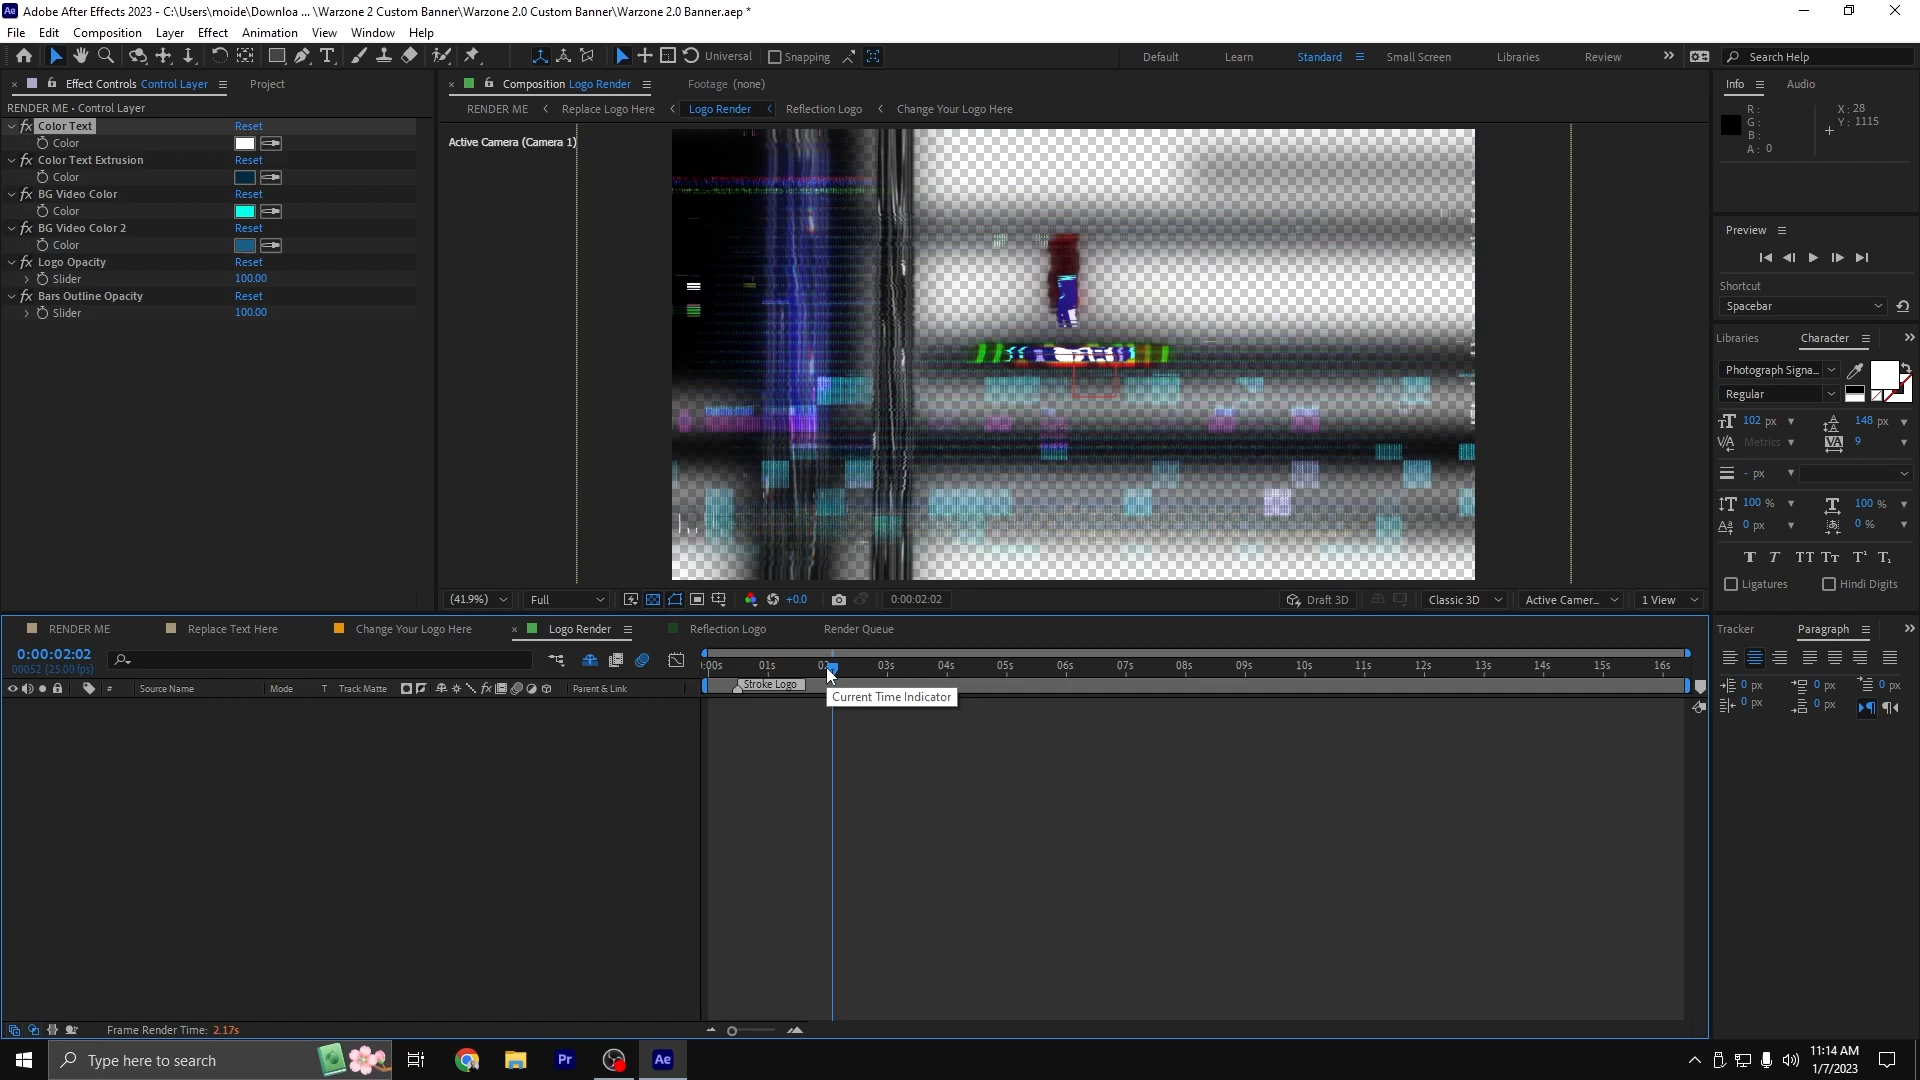 Adobe After Effects 2023 - C:\Users\moide\Downloa ... \Warzone 2 Custom Banner\Warzone 2.0 Custom Banner\Warzone 2.0 Banner.aep *
File Edit Composition Layer Effect Animation View Window Help
Universal Snapping Default Learn Standard Small Screen Libraries Review Search Help
Effect Controls Control Layer Project
RENDER ME • Control Layer
Color Text Reset
Color
Color Text Extrusion Reset
Color
BG Video Color Reset
Color
BG Video Color 2 Reset
Color
Logo Opacity Reset
Slider 100.00
Bars Outline Opacity Reset
Slider 100.00
Composition Logo Render Footage (none)
RENDER ME Replace Logo Here Logo Render Reflection Logo Change Your Logo Here
Active Camera (Camera 1)
(41.9%) Full +0.0 0:00:02:02 Draft 3D Classic 3D Active Camer... 1 View
Info Audio
R : X : 28
G : Y : 1115
B :
A : 0
Preview
Shortcut
Spacebar
Libraries Character
Photograph Signa...
Regular
102 px 148 px
Metrics 9
- px
100 % 100 %
0 px 0 %
Ligatures Hindi Digits
Tracker Paragraph
0 px 0 px 0 px
0 px 0 px
RENDER ME Replace Text Here Change Your Logo Here Logo Render Reflection Logo Render Queue
0:00:02:02
00052 (25.00 fps)
# Source Name Mode T Track Matte Parent & Link
:00s 01s 02 03s 04s 05s 06s 07s 08s 09s 10s 11s 12s 13s 14s 15s 16s
Stroke Logo
Current Time Indicator
Frame Render Time: 2.17s
Type here to search
Pr Ae
11:14 AM
1/7/2023